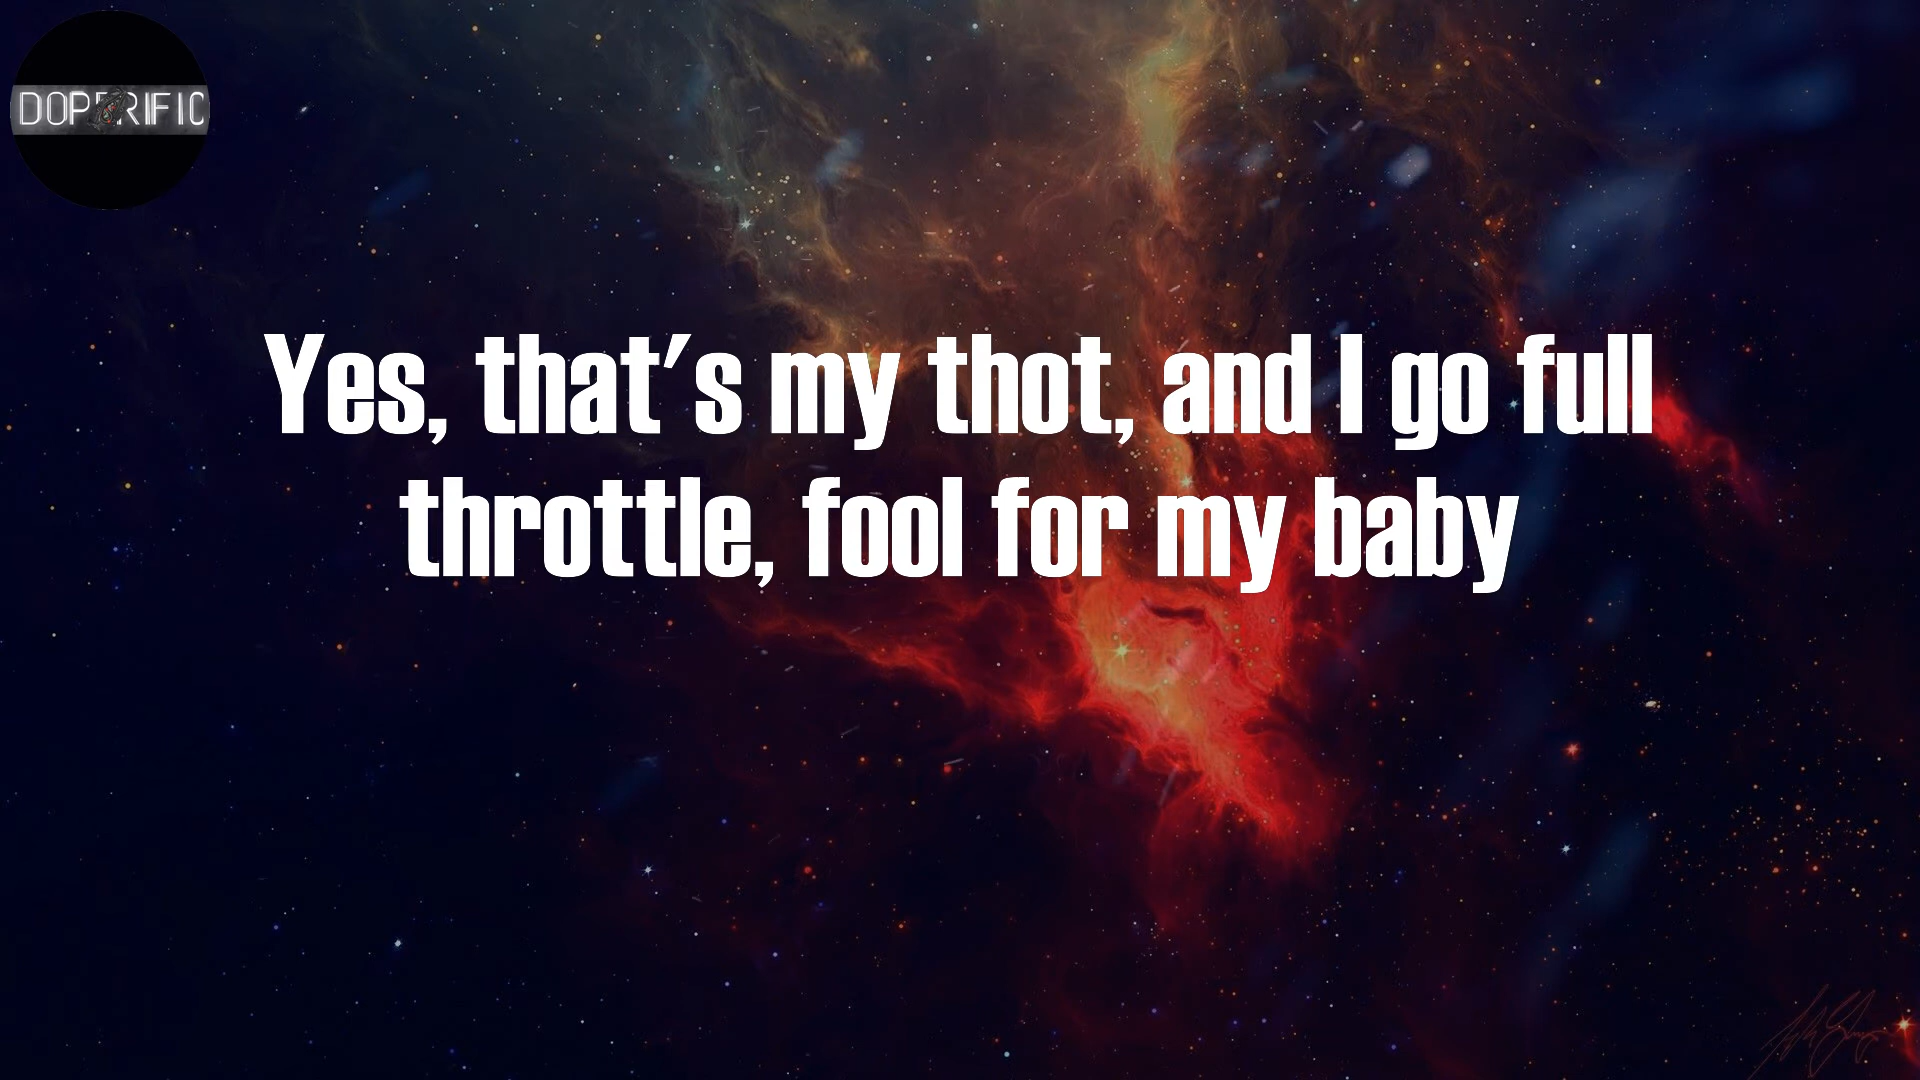 DOPERIFIC
Yes, that's my thot, and I go full
throttle, fool for my baby